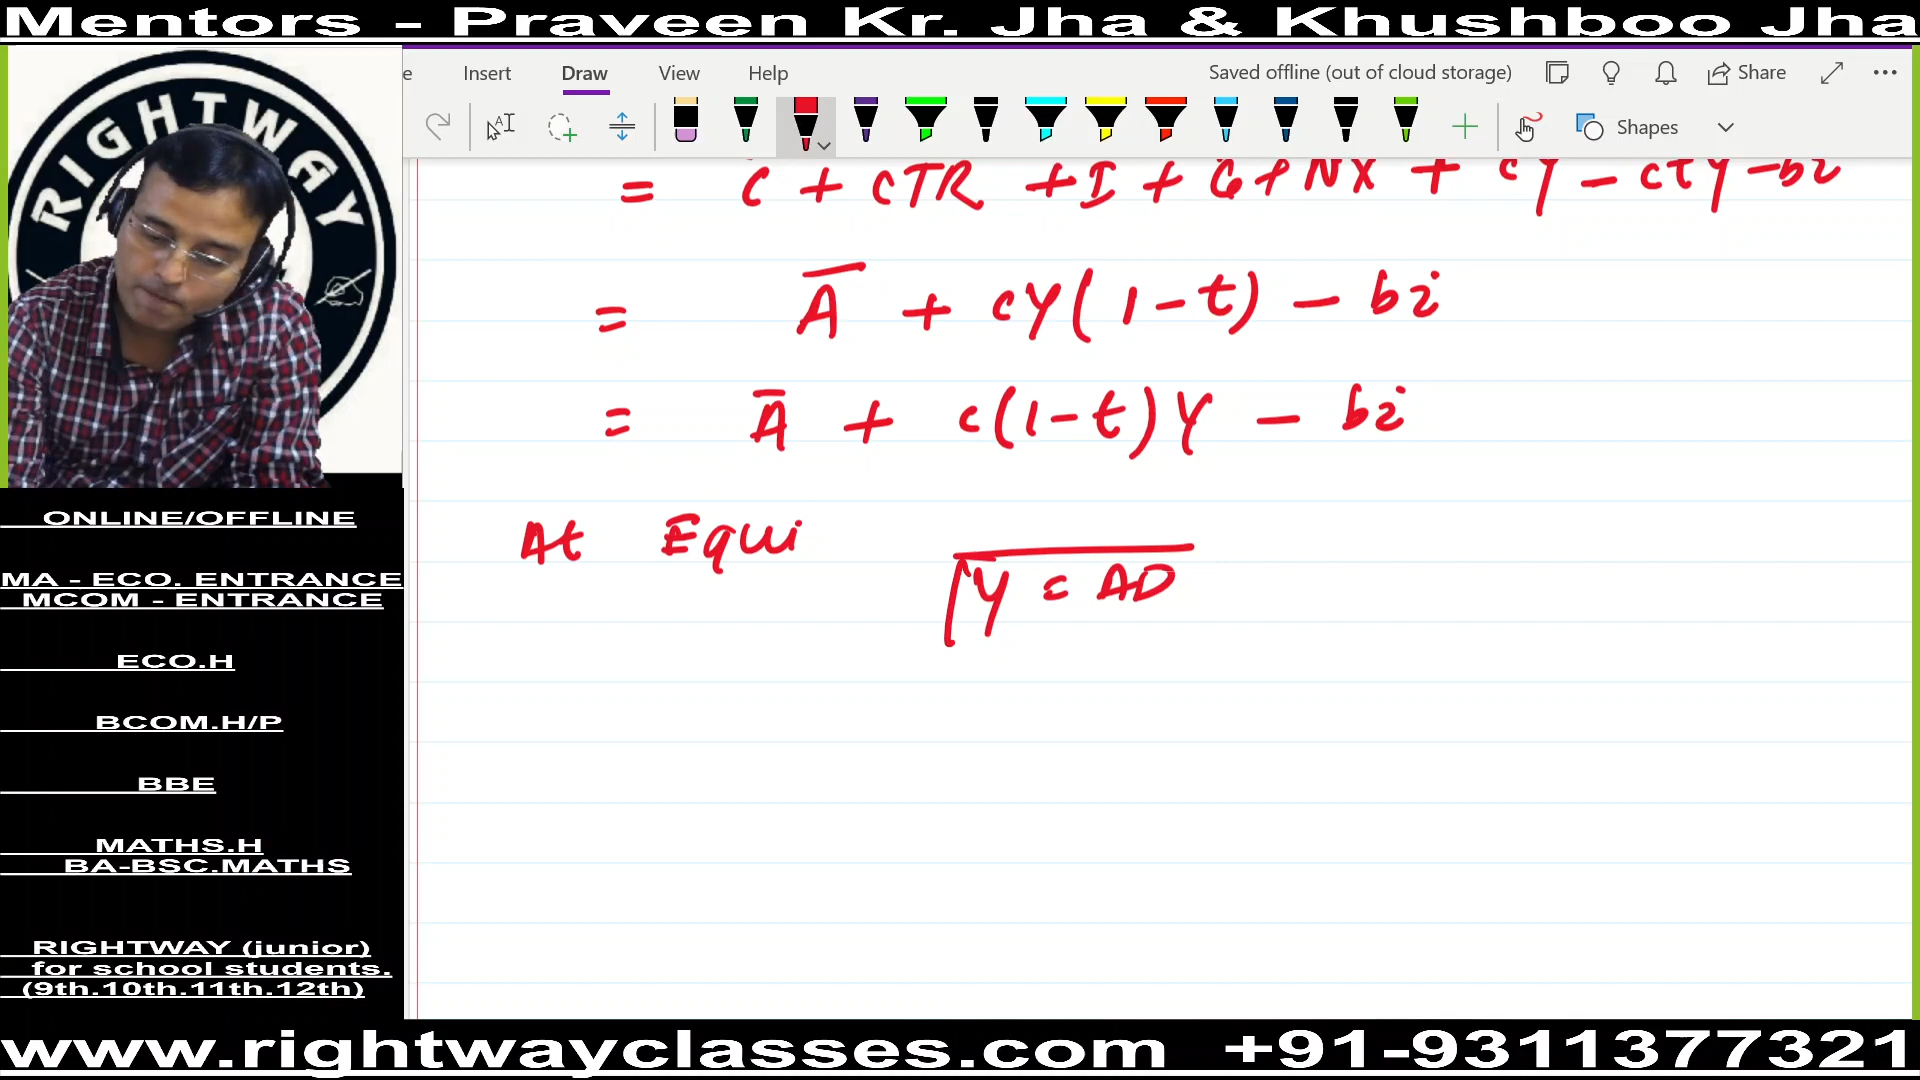 Mentors - Praveen Kr. Jha & Khushboo Jha
Insert Draw View Help
Saved offline (out of cloud storage)
Share
Shapes
RIGHTWAY
= C + cTR + I + G + NX + cY - ctY - bi
= A̅ + cY(1-t) - bi
= A̅ + c(1-t)Y - bi
At Equi
Y = AD
ONLINE/OFFLINE
MA - ECO. ENTRANCE
MCOM - ENTRANCE
ECO.H
BCOM.H/P
BBE
MATHS.H
BA-BSC.MATHS
RIGHTWAY (junior)
for school students.
(9th.10th.11th.12th)
www.rightwayclasses.com +91-9311377321